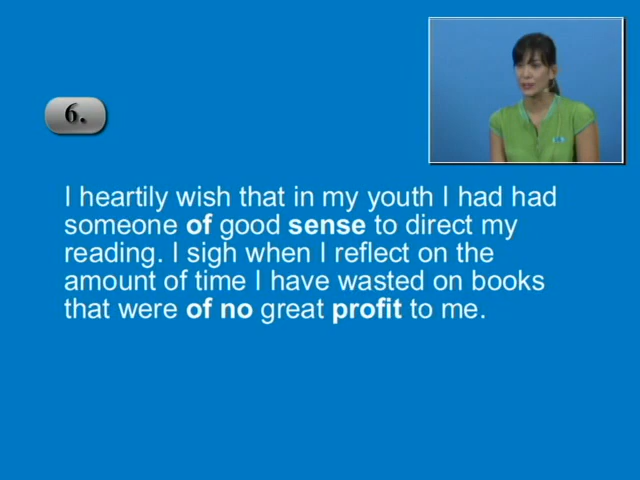 6.
I heartily wish that in my youth I had had
someone of good sense to direct my
reading. I sigh when I reflect on the
amount of time I have wasted on books
that were of no great profit to me.